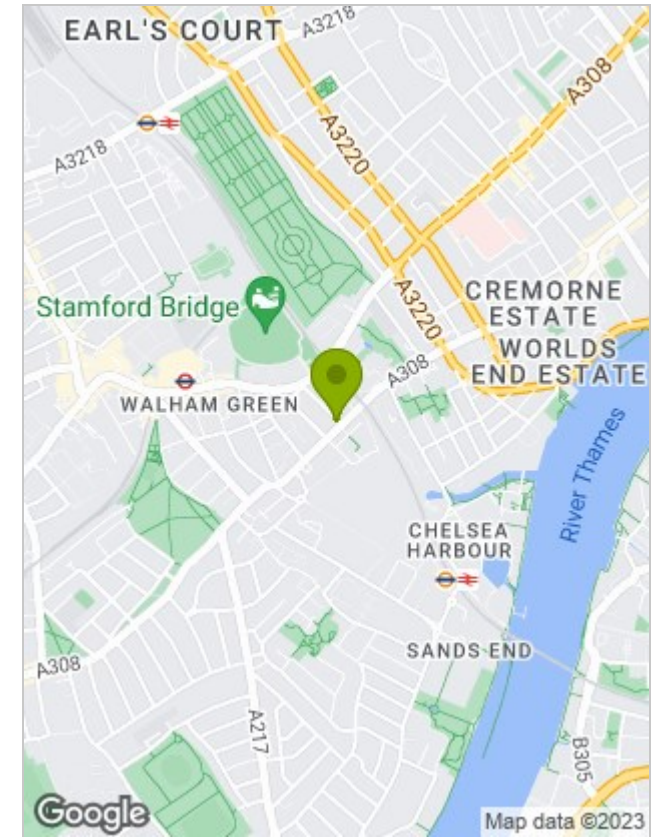 EARL'S COURT
A3218
A308
A3220
A3218
Stamford Bridge
A3220
CREMORNE
ESTATE
WORLDS
END ESTATE
A308
WALHAM GREEN
River Thames
CHELSEA
HARBOUR
SANDS END
A308
A217
B305
Google
Map data ©2023